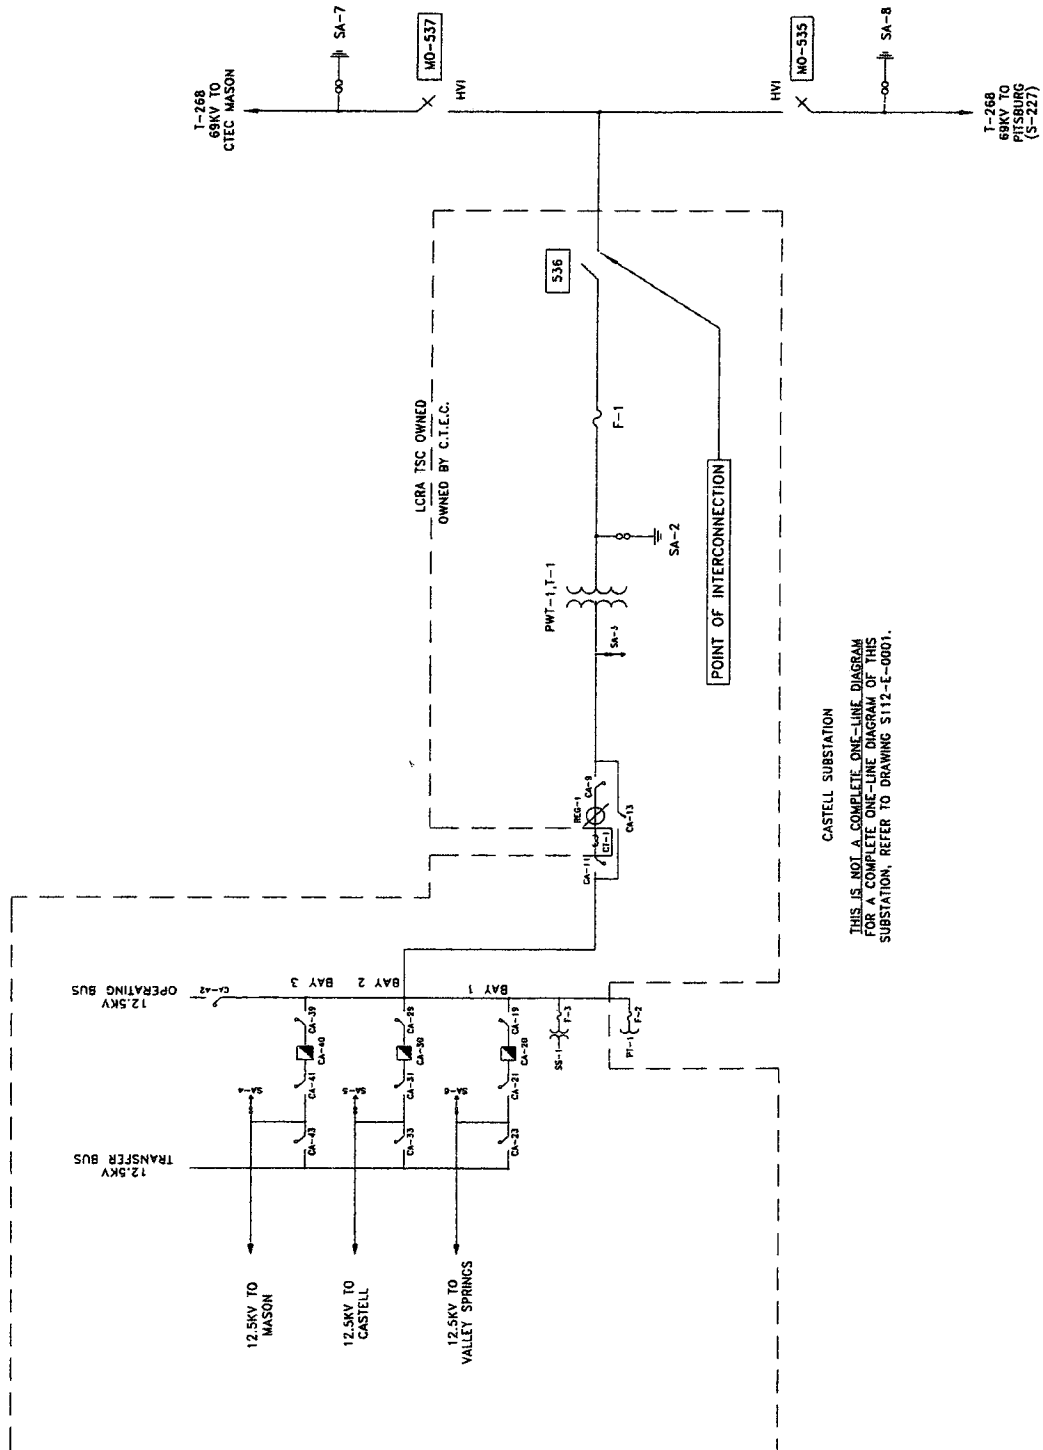 SA-7
MO-537
T-268
69KV TO
CTEC MASON
HVI
MO-535
SA-8
HVI
T-268
69KV TO
PITSBURG
(S-227)
536
LCRA TSC OWNED
OWNED BY C.T.E.C.
F-1
SA-2
PWT-1,T-1
SA-3
POINT OF INTERCONNECTION
REG-1
CA-9
CT-1
CA-11
CA-13
CASTELL SUBSTATION
THIS IS NOT A COMPLETE ONE-LINE DIAGRAM
FOR A COMPLETE ONE-LINE DIAGRAM OF THIS
SUBSTATION, REFER TO DRAWING S112-E-0001.
12.5KV
OPERATING BUS
CA-42
BAY 3
BAY 2
BAY 1
CA-39
CA-40
CA-41
CA-43
SA-4
CA-29
CA-30
CA-31
CA-33
SA-5
CA-19
CA-20
CA-21
CA-23
SA-6
SS-1
F-3
PT-1
F-2
12.5KV
TRANSFER BUS
12.5KV TO
MASON
12.5KV TO
CASTELL
12.5KV TO
VALLEY SPRINGS